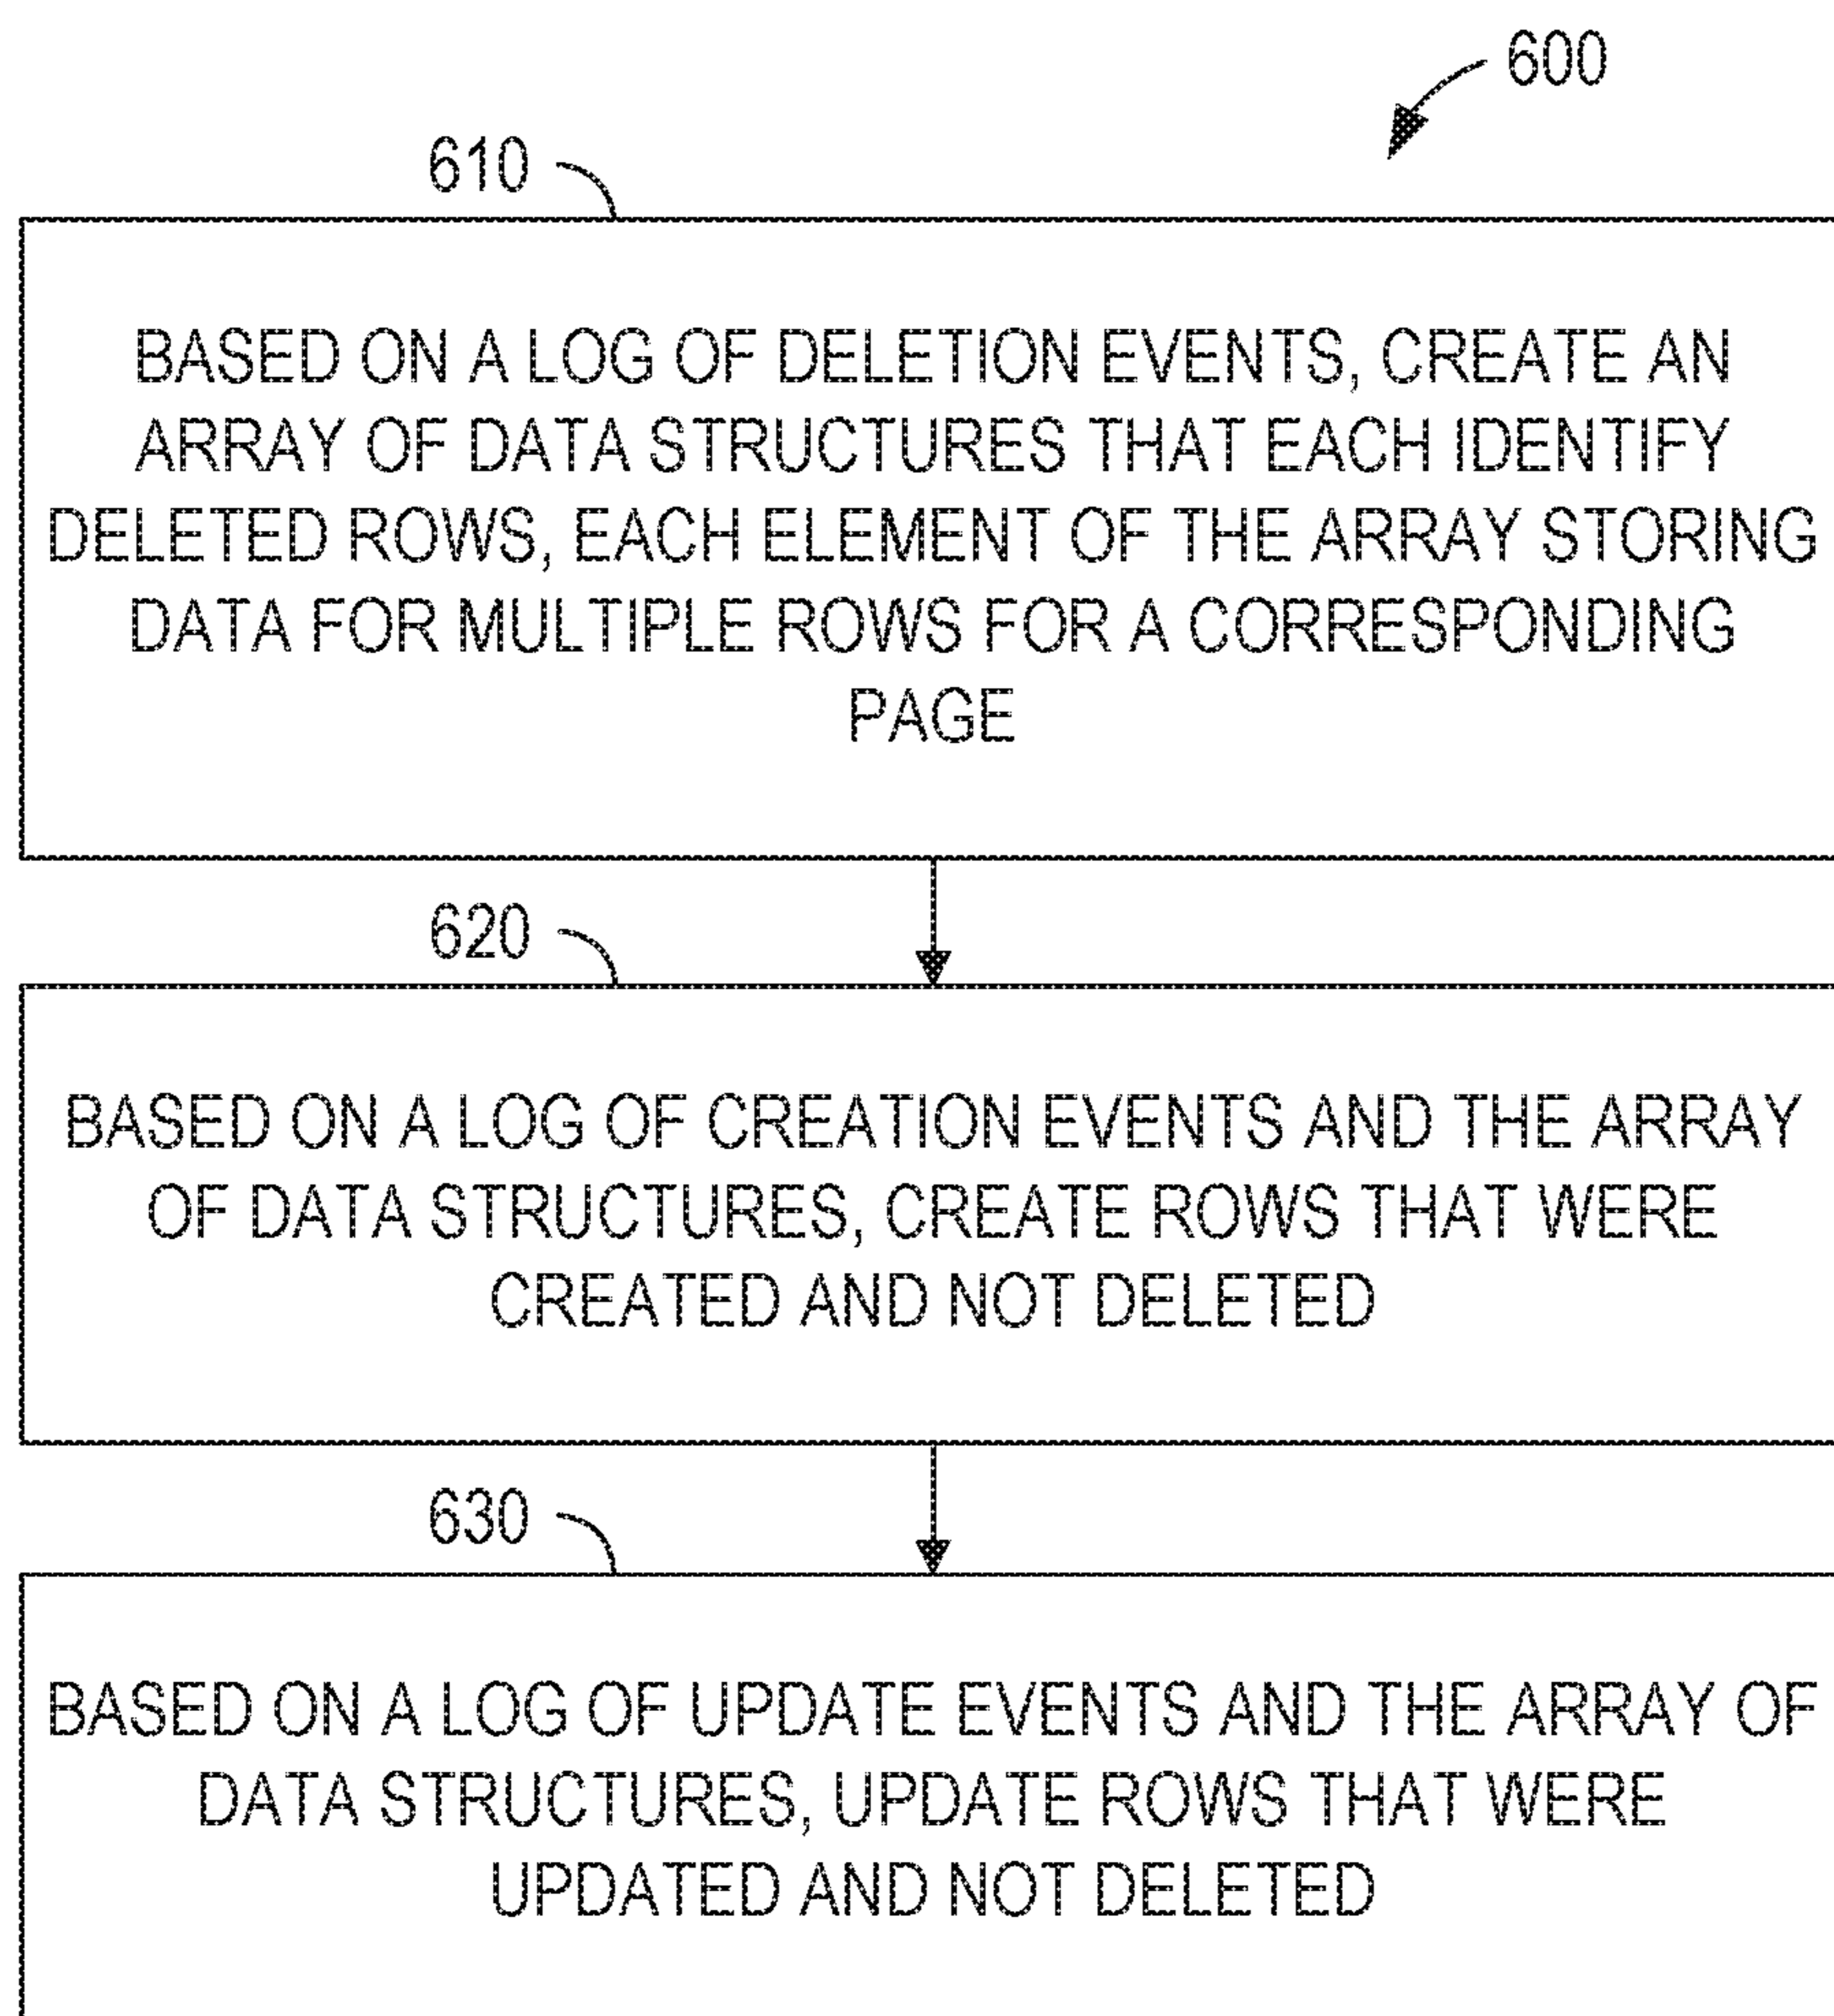 600
610
BASED ON A LOG OF DELETION EVENTS, CREATE AN
ARRAY OF DATA STRUCTURES THAT EACH IDENTIFY
DELETED ROWS, EACH ELEMENT OF THE ARRAY STORING
DATA FOR MULTIPLE ROWS FOR A CORRESPONDING
PAGE
620
BASED ON A LOG OF CREATION EVENTS AND THE ARRAY
OF DATA STRUCTURES, CREATE ROWS THAT WERE
CREATED AND NOT DELETED
630
BASED ON A LOG OF UPDATE EVENTS AND THE ARRAY OF
DATA STRUCTURES, UPDATE ROWS THAT WERE
UPDATED AND NOT DELETED